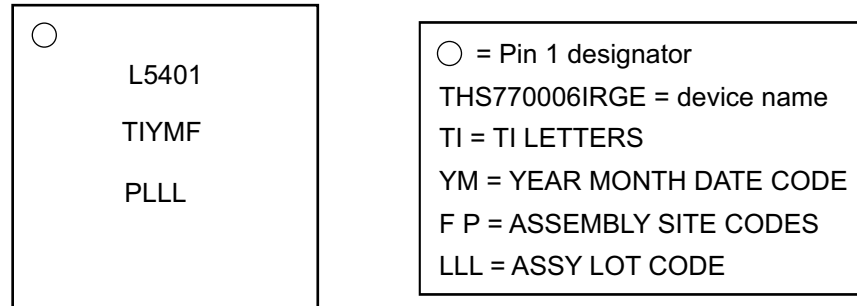 L5401
TIYMF
PLLL
= Pin 1 designator
THS770006IRGE = device name
TI = TI LETTERS
YM = YEAR MONTH DATE CODE
F P = ASSEMBLY SITE CODES
LLL = ASSY LOT CODE